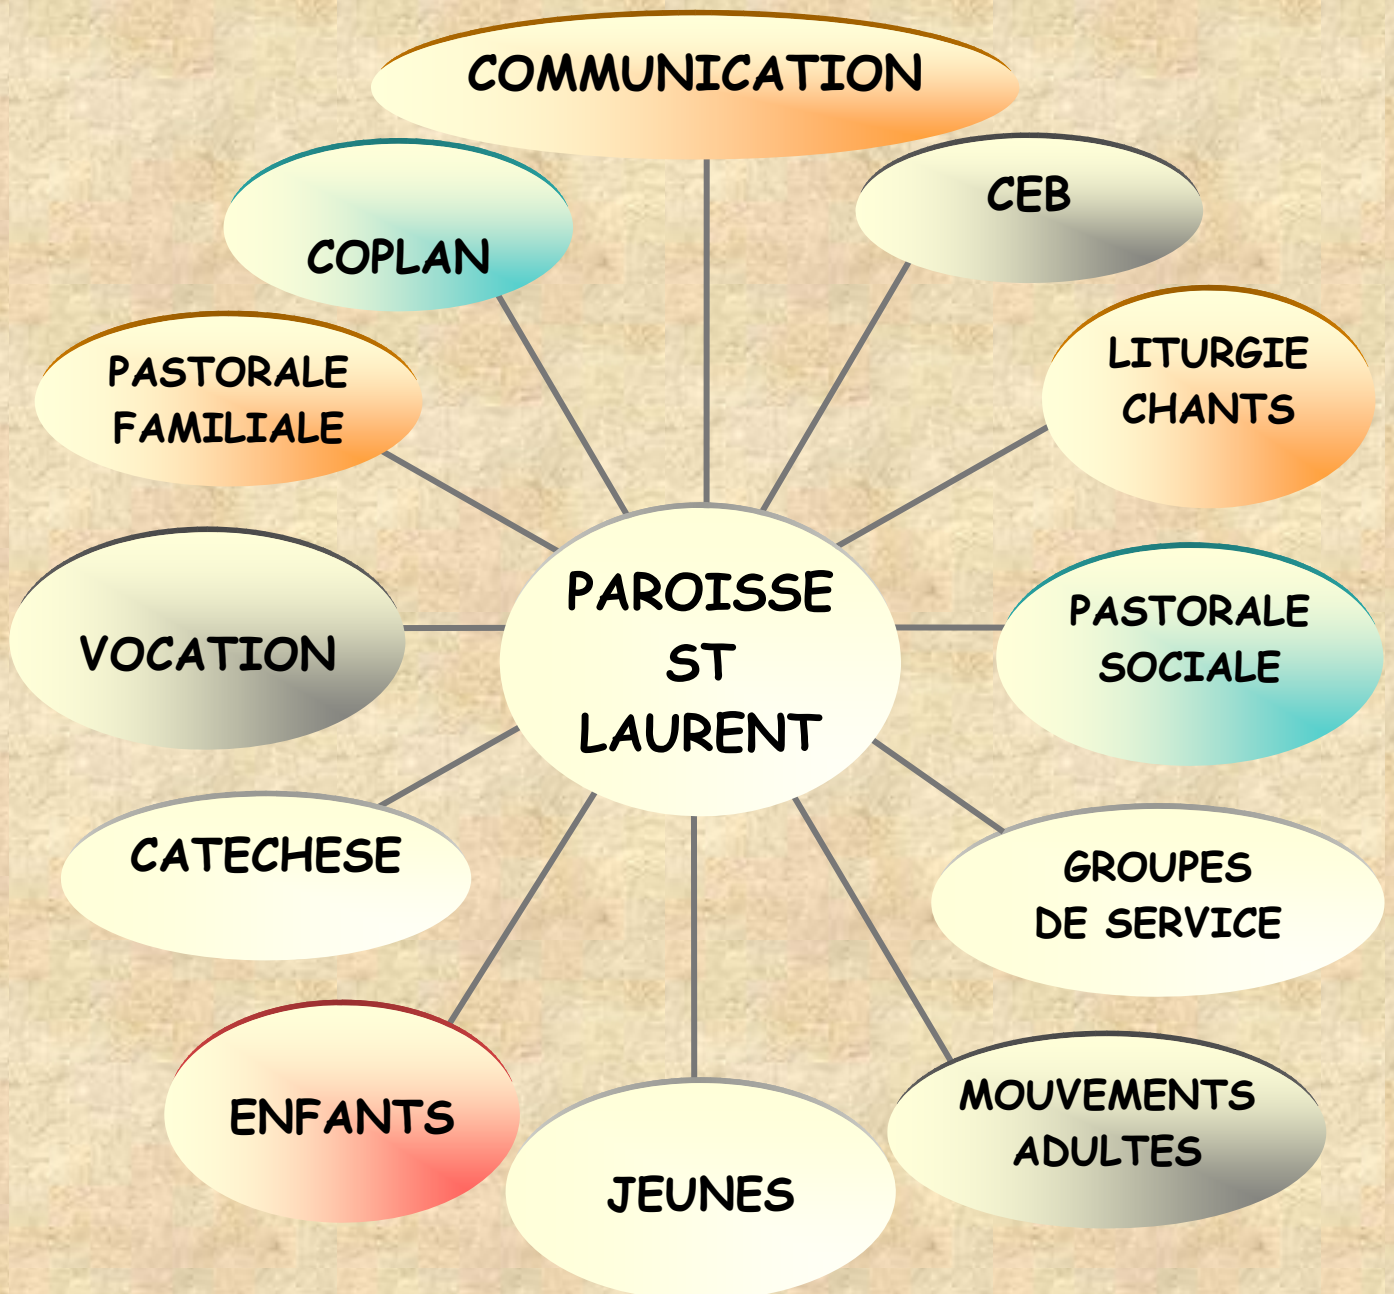 COMMUNICATION
CEB
COPLAN
LITURGIE
CHANTS
PASTORALE
FAMILIALE
PAROISSE
ST
LAURENT
PASTORALE
SOCIALE
VOCATION
CATECHESE
GROUPES
DE SERVICE
ENFANTS
MOUVEMENTS
ADULTES
JEUNES